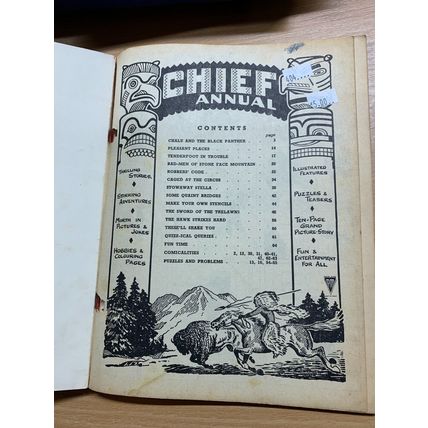 CHIEF
ANNUAL
CONTENTS
page
CHALU AND THE BLACK PANTHER
PLEASANT PLACES
TENDERFOOT IN TROUBLE 17
RED-MEN OF STONE FACE MOUNTAIN
ROBBERS' CODE
CAGED AT THE CIRCUS
STOWAWAY STELLA
SOME QUAINT BRIDGES
MAKE YOUR OWN STENCILS 44
THE SWORD OF THE TRELAWNS
THE HAWK STRIKES HARD
THESE'LL SHAKE YOU
QUIZZ-ICAL QUERIES
FUN TIME
COMICALITIES
PUZZLES AND PROBLEMS
THRILLING
STORIES
STIRRING
ADVENTURES
MIRTH IN
PICTURES &
JOKES
HOBBIES &
COLOURING
PAGES
ILLUSTRATED
FEATURES
PUZZLES &
TEASERS
TEN-PAGE
GRAND
PICTURE-STORY
FUN &
ENTERTAINMENT
FOR ALL